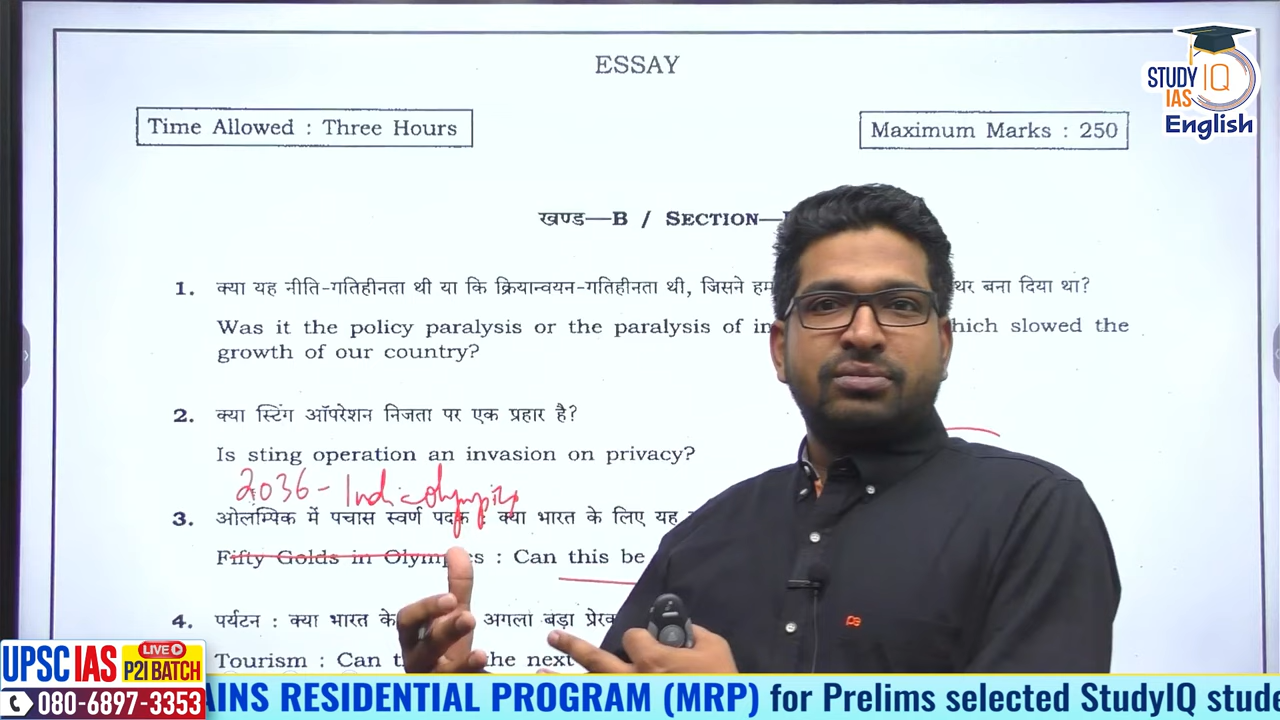 ESSAY
STUDY IQ
IAS
English
Time Allowed : Three Hours
Maximum Marks : 250
खण्ड—B / SECTION—
1. क्या यह नीति-गतिहीनता थी या कि क्रियान्वयन-गतिहीनता थी, जिसने हम थर बना दिया था?
Was it the policy paralysis or the paralysis of hich slowed the
growth of our country?
2. क्या स्टिंग ऑपरेशन निजता पर एक प्रहार है?
Is sting operation an invasion on privacy?
2036 - India olympics
3. ओलम्पिक में पचास स्वर्ण पदक : क्या भारत के लिए यह
Fifty Golds in Olympics : Can this be
4. पर्यटन : क्या भारत के अगला बड़ा
Tourism : Can the next
UPSC IAS LIVE P2I BATCH
080-6897-3353
AINS RESIDENTIAL PROGRAM (MRP) for Prelims selected StudyIQ stude